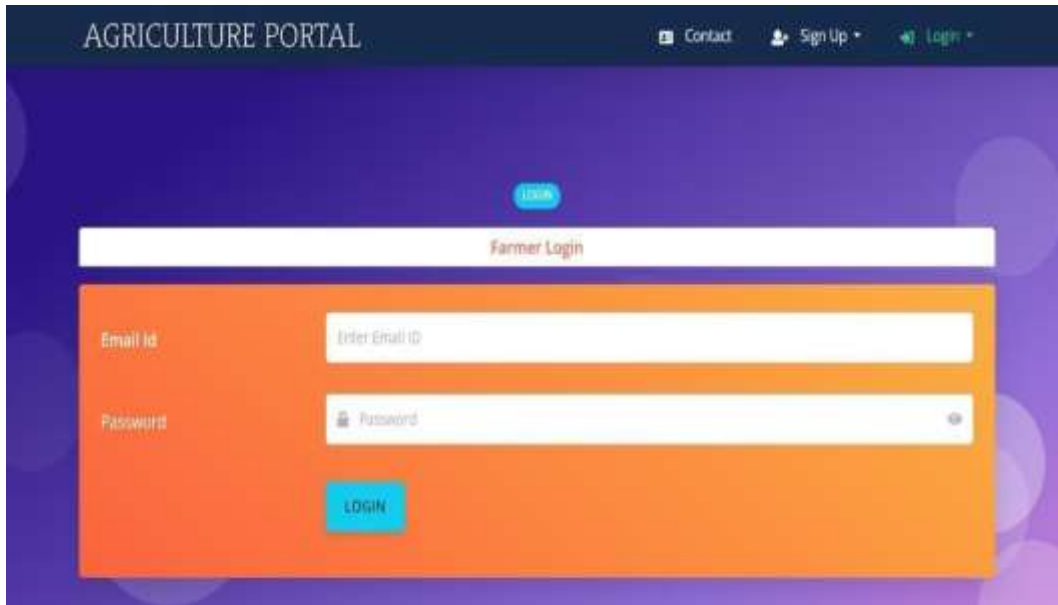 AGRICULTURE PORTAL Contact Sign Up Login
LOGIN
Farmer Login
Email Id Enter Email ID
Password Password
LOGIN